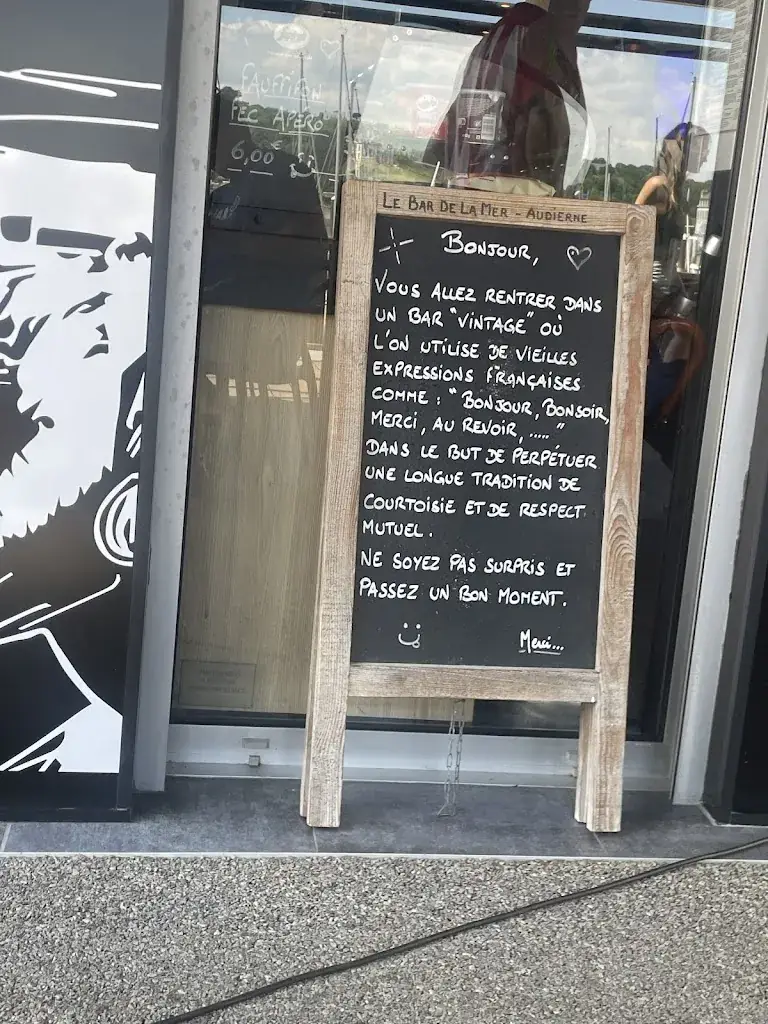 6,00€
LE BAR DE LA MER - AUDIERNE
BONJOUR,
VOUS ALLEZ RENTRER DANS
UN BAR "VINTAGE" OÙ
L'ON UTILISE DE VIEILLES
EXPRESSIONS FRANÇAISES
COMME : "BONJOUR, BONSOIR,
MERCI, AU REVOIR, ..... "
DANS LE BUT DE PERPÉTUER
UNE LONGUE TRADITION DE
COURTOISIE ET DE RESPECT
MUTUEL.
NE SOYEZ PAS SURPRIS ET
PASSEZ UN BON MOMENT.
Merci...